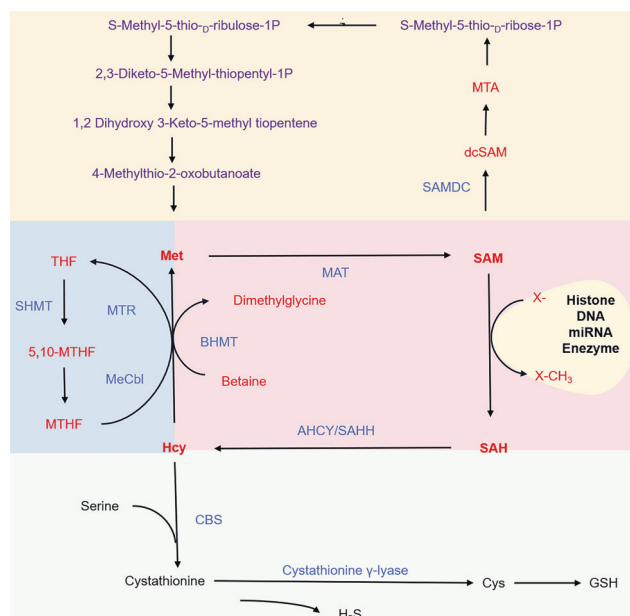 S-Methyl-5-thio-D-ribulose-1P
S-Methyl-5-thio-D-ribose-1P
2,3-Diketo-5-Methyl-thiopentyl-1P
MTA
1,2 Dihydroxy 3-Keto-5-methyl tiopentene
dcSAM
4-Methylthio-2-oxobutanoate
SAMDC
THF
Met
SAM
MAT
SHMT
MTR
Dimethylglycine
X-
Histone
DNA
miRNA
Enezyme
5,10-MTHF
BHMT
MeCbl
Betaine
X-CH₃
MTHF
AHCY/SAHH
Hcy
SAH
Serine
CBS
Cystathionine γ-lyase
Cystathionine
Cys
GSH